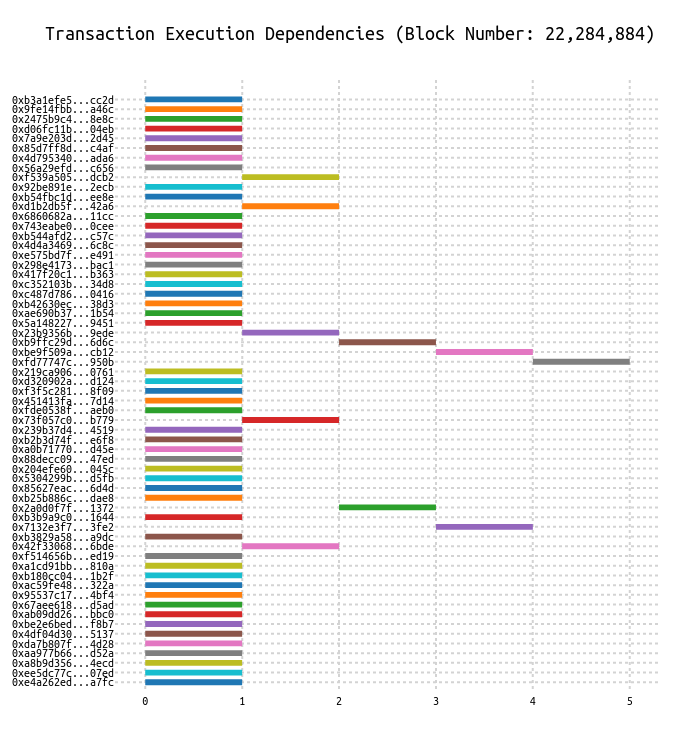 Transaction Execution Dependencies (Block Number: 22,284,884)
0xb3a1efe5...cc2d
0x9fe14fbb...a46c
0x2475b9c4...8e8c
0xd06fc11b...04eb
0x7a9e203d...2d45
0x85d7ff8d...c4af
0x4d795340...ada6
0x56a29efd...c656
0xf539a505...dcb2
0x92be891e...2ecb
0xb54fbc1d...ee8e
0xd1b2db5f...42a6
0x6860682a...11cc
0x743eabe0...0cee
0xb544afd2...c57c
0x4d4a3469...6c8c
0xe575bd7f...e491
0x298e4173...bac1
0x417f20c1...b363
0xc352103b...34d8
0xc487d786...0416
0xb42630ec...38d3
0xae690b37...1b54
0x5a148227...9451
0x23b9356b...9ede
0xb9ffc29d...6d6c
0xbe9f509a...cb12
0xfd77747c...950b
0x219ca906...0761
0xd320902a...d124
0xf3f5c281...8f09
0x451413fa...7d14
0xfde0538f...aeb0
0x73f057c0...b779
0x239b37d4...4519
0xb2b3d74f...e6f8
0xa0b71770...d45e
0x88decc09...47ed
0x204efe60...045c
0x5304299b...d5fb
0x85627eac...6d4d
0xb25b886c...dae8
0x2a0d0f7f...1372
0xb3b9a9c0...1644
0x7132e3f7...3fe2
0xb3829a58...a9dc
0x42f33068...6bde
0xf514656b...ed19
0xa1cd91bb...810a
0xb180cc04...1b2f
0xac59fe48...322a
0x95537c17...4bf4
0x67aee618...d5ad
0xab09dd26...bbc0
0xbe2e6bed...f8b7
0x4df04d30...5137
0xda7b807f...4d28
0xaa977b66...d52a
0xa8b9d356...4ecd
0xee5dc77c...07ed
0xe4a262ed...a7fc
0 1 2 3 4 5